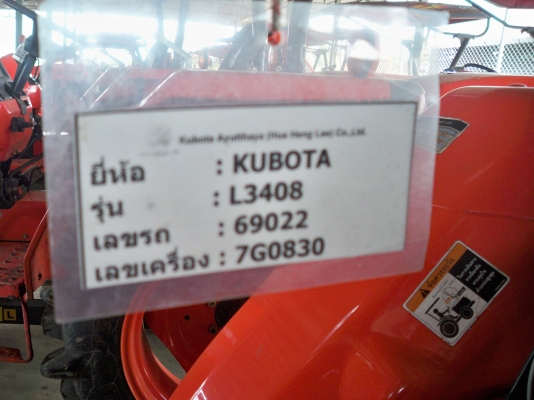 Kubota Ayutthaya (Hua Heng Lee) Co.,Ltd.
ยี่ห้อ : KUBOTA
รุ่น : L3408
เลขรถ : 69022
เลขเครื่อง : 7G0830